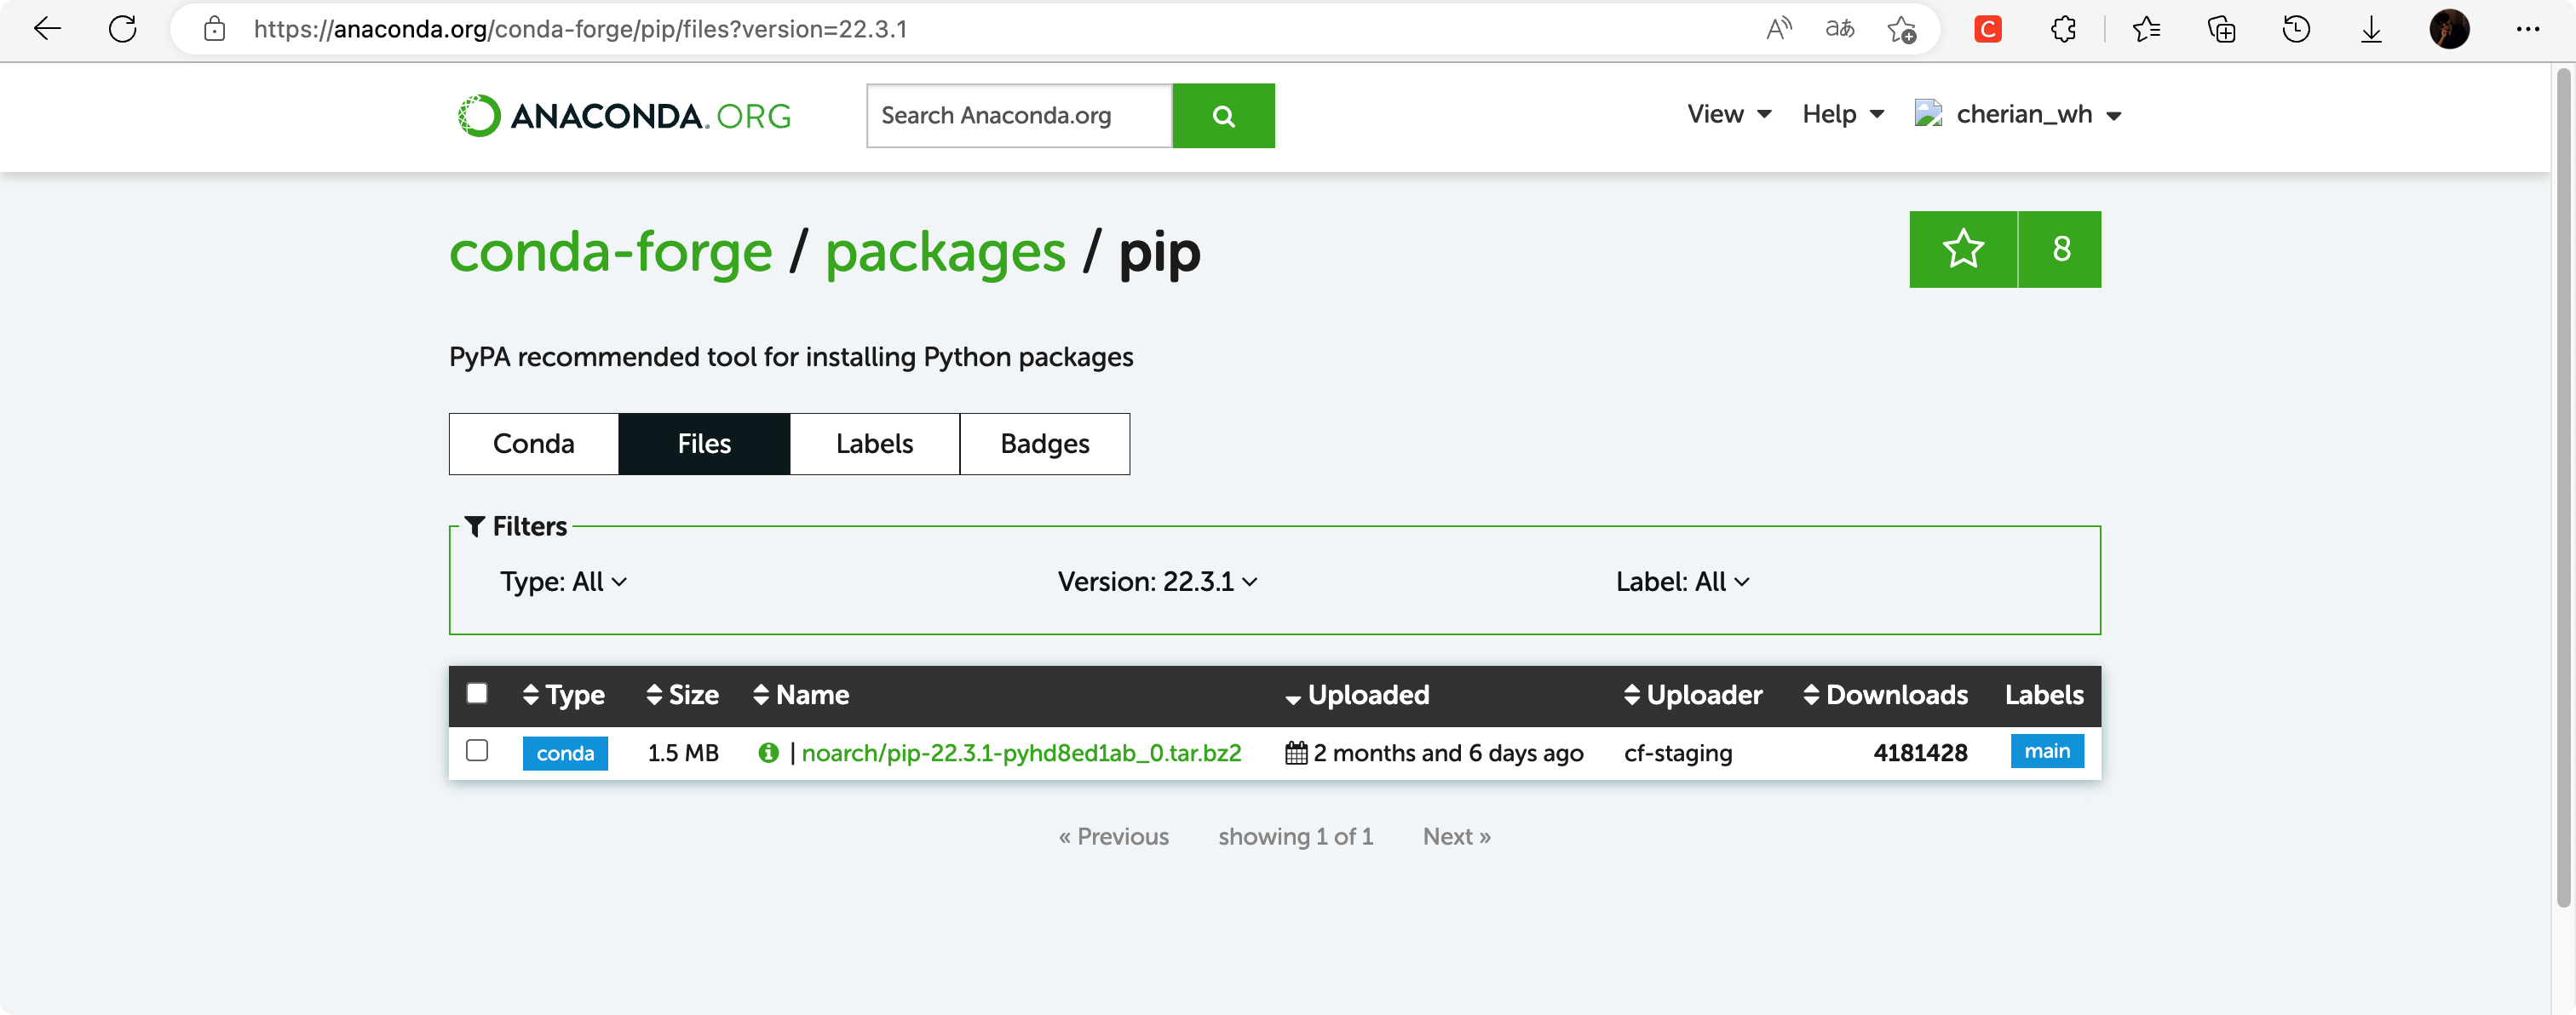 https://anaconda.org/conda-forge/pip/files?version=22.3.1
ANACONDA.ORG
Search Anaconda.org
View
Help
cherian_wh
conda-forge / packages / pip
8
PyPA recommended tool for installing Python packages
Conda
Files
Labels
Badges
Filters
Type: All
Version: 22.3.1
Label: All
Type Size Name Uploaded Uploader Downloads Labels
conda 1.5 MB | noarch/pip-22.3.1-pyhd8ed1ab_0.tar.bz2 2 months and 6 days ago cf-staging 4181428 main
« Previous showing 1 of 1 Next »